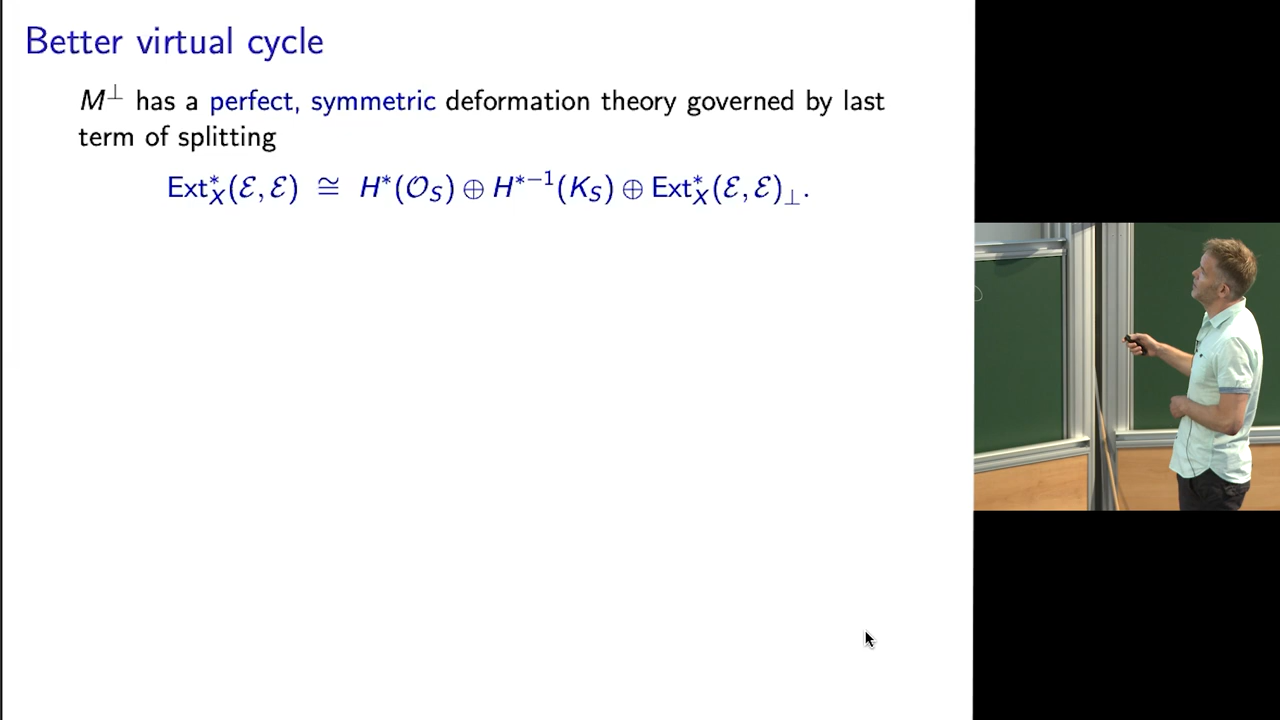 Better virtual cycle
M⊥ has a perfect, symmetric deformation theory governed by last
term of splitting
Ext*_X(ℰ, ℰ) ≅ H*(𝒪_S) ⊕ H*⁻¹(K_S) ⊕ Ext*_X(ℰ, ℰ)_⊥.